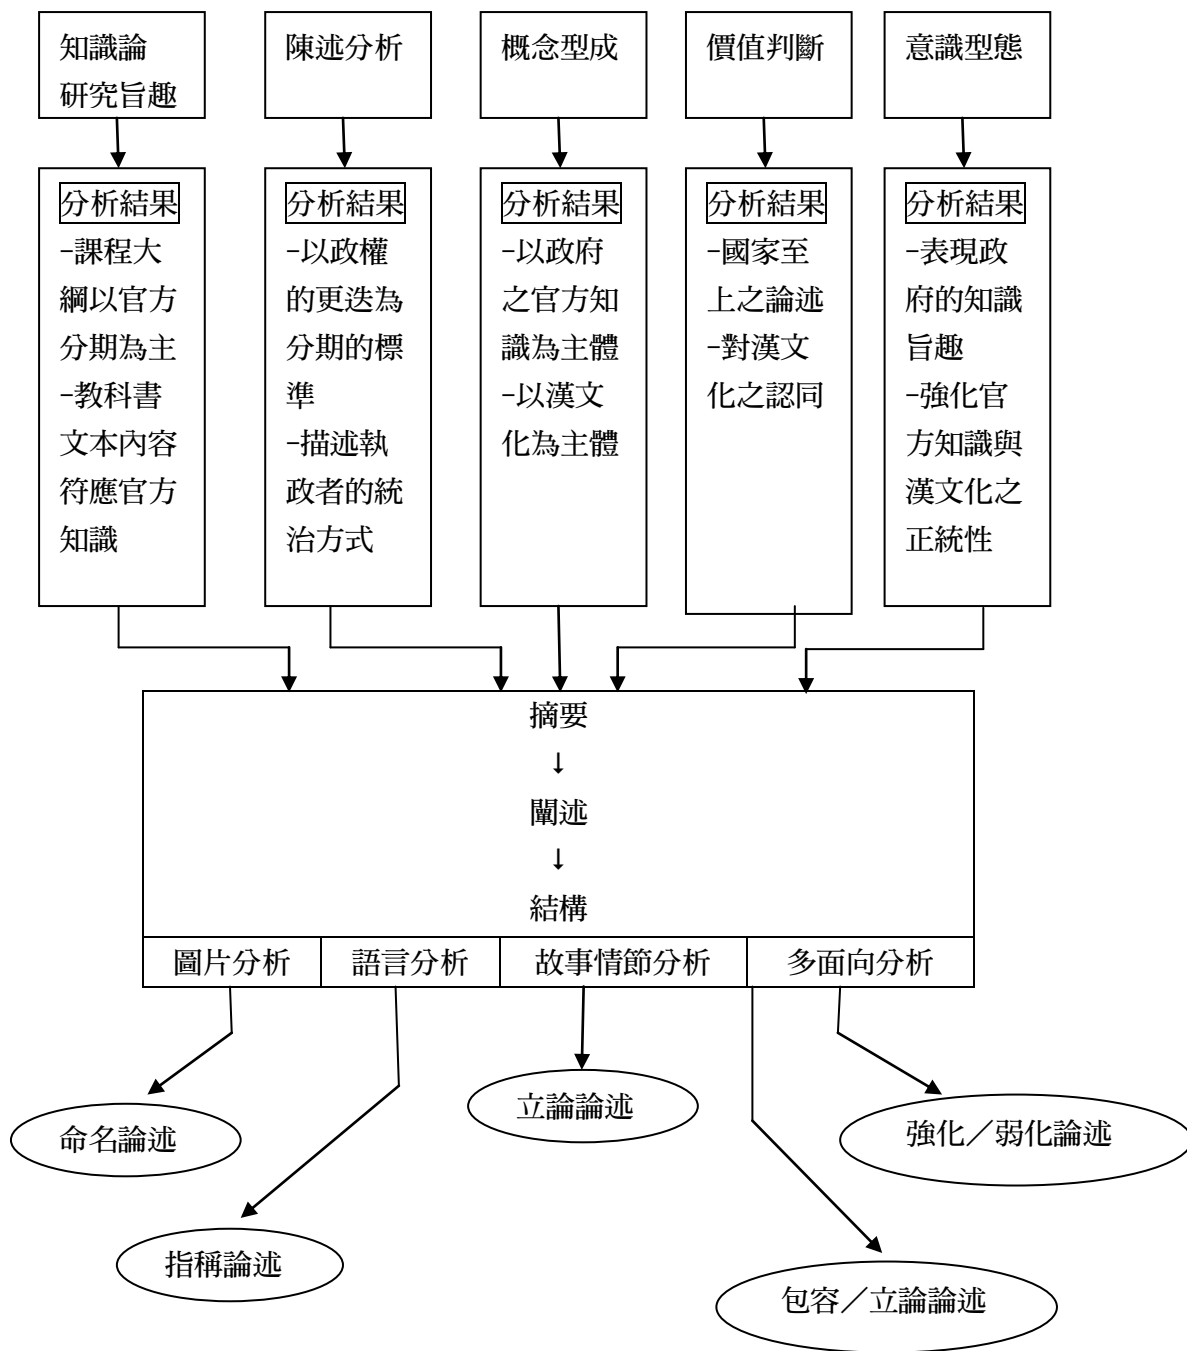 知識論
研究旨趣
陳述分析
概念型成
價值判斷
意識型態
分析結果
-課程大
綱以官方
分期為主
-教科書
文本內容
符應官方
知識
分析結果
-以政權
的更迭為
分期的標
準
-描述執
政者的統
治方式
分析結果
-以政府
之官方知
識為主體
-以漢文
化為主體
分析結果
-國家至
上之論述
-對漢文
化之認同
分析結果
-表現政
府的知識
旨趣
-強化官
方知識與
漢文化之
正統性
摘要
↓
闡述
↓
結構
圖片分析
語言分析
故事情節分析
多面向分析
命名論述
指稱論述
立論論述
包容／立論論述
強化／弱化論述